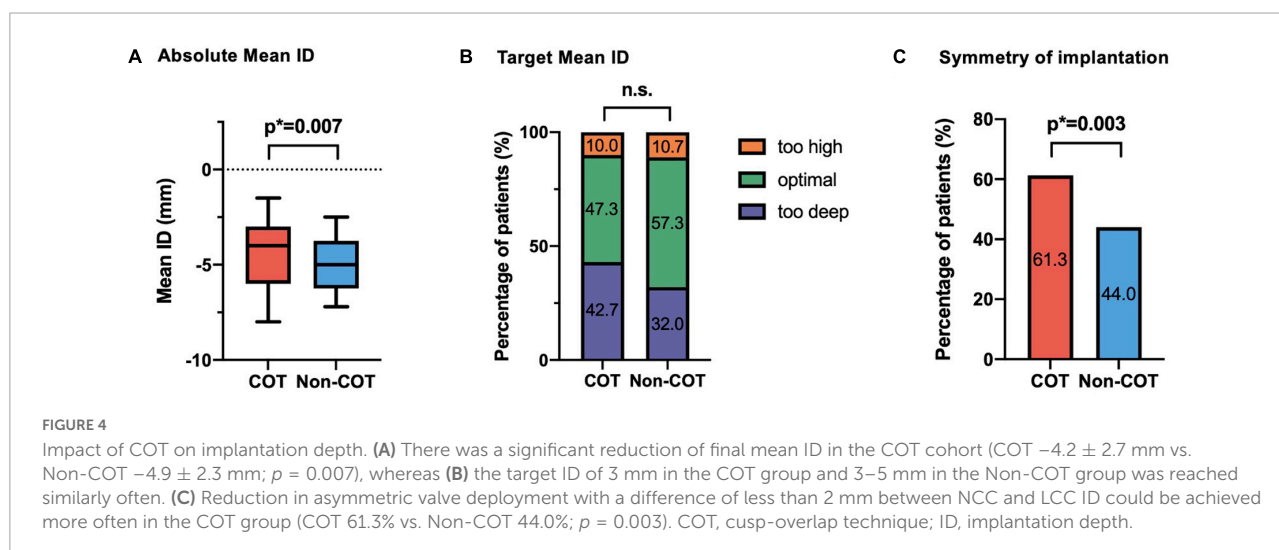 A Absolute Mean ID
p*=0.007
Mean ID (mm)
0
-5
-10
COT Non-COT
B Target Mean ID
n.s.
Percentage of patients (%)
100
50
0
10.0 10.7
47.3 57.3
42.7 32.0
COT Non-COT
too high
optimal
too deep
C Symmetry of implantation
p*=0.003
Percentage of patients (%)
80
60
40
20
0
61.3 44.0
COT Non-COT
FIGURE 4
Impact of COT on implantation depth. (A) There was a significant reduction of final mean ID in the COT cohort (COT −4.2 ± 2.7 mm vs.
Non-COT −4.9 ± 2.3 mm; p = 0.007), whereas (B) the target ID of 3 mm in the COT group and 3–5 mm in the Non-COT group was reached
similarly often. (C) Reduction in asymmetric valve deployment with a difference of less than 2 mm between NCC and LCC ID could be achieved
more often in the COT group (COT 61.3% vs. Non-COT 44.0%; p = 0.003). COT, cusp-overlap technique; ID, implantation depth.